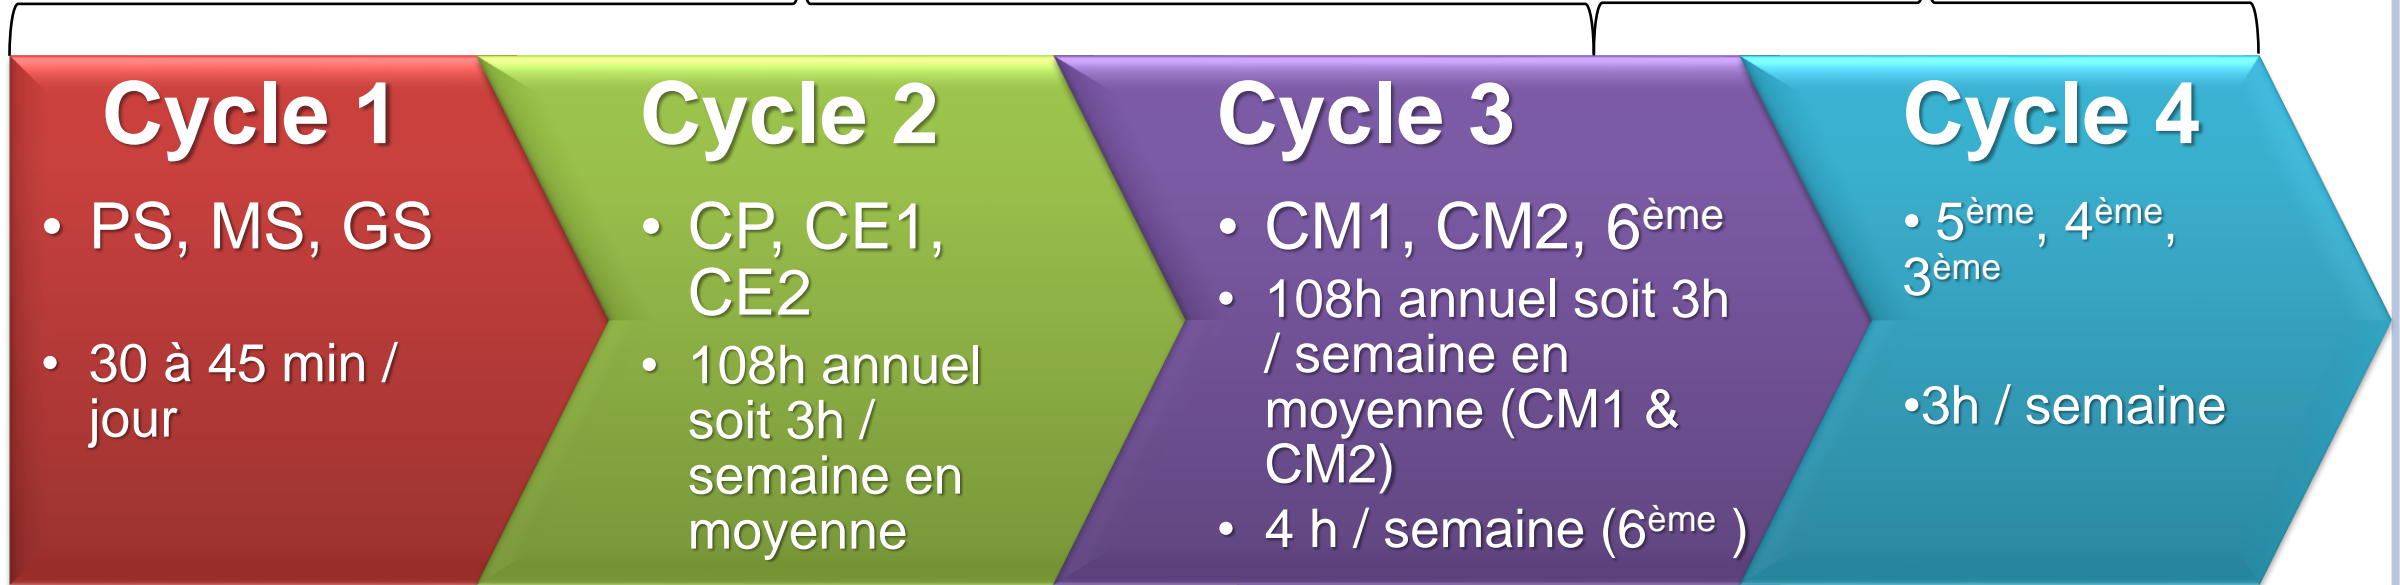 Cycle 1
• PS, MS, GS
• 30 à 45 min /
jour
Cycle 2
• CP, CE1,
CE2
• 108h annuel
soit 3h /
semaine en
moyenne
Cycle 3
• CM1, CM2, 6ème
• 108h annuel soit 3h
/ semaine en
moyenne (CM1 &
CM2)
• 4 h / semaine (6ème )
Cycle 4
• 5ème, 4ème,
3ème
•3h / semaine